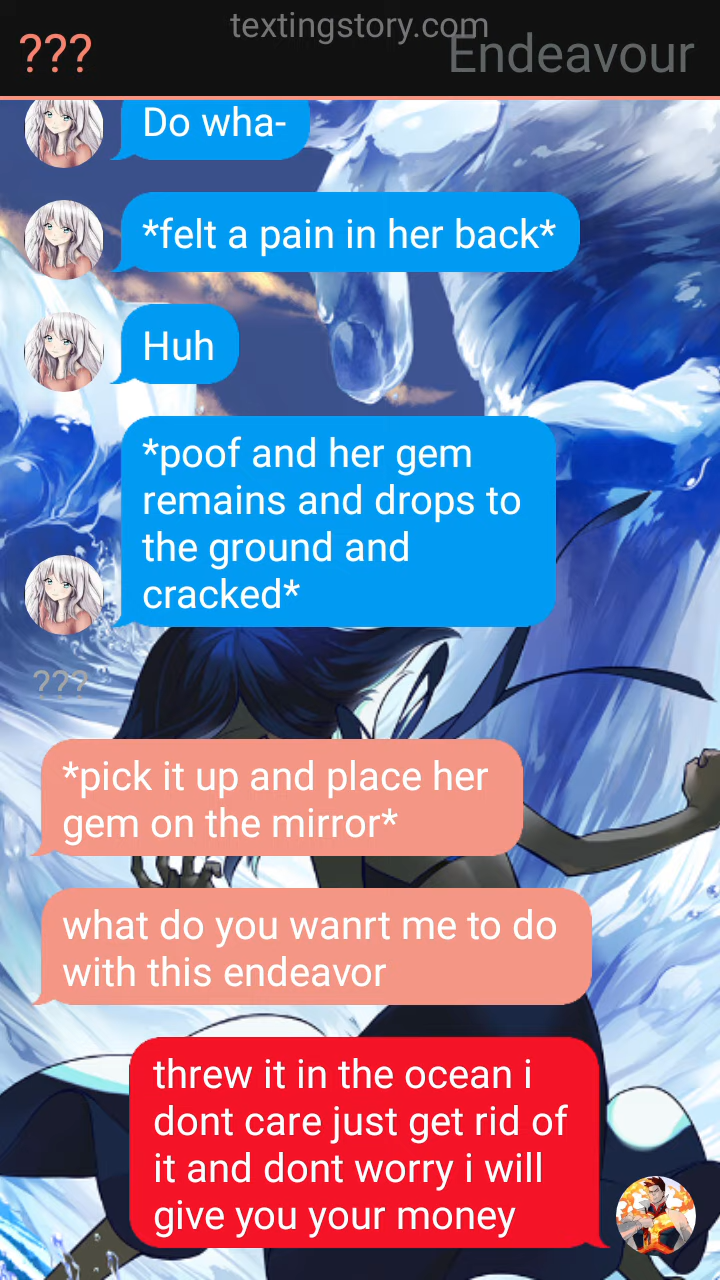 textingstory.com
??? Endeavour
Do wha-
*felt a pain in her back*
Huh
*poof and her gem
remains and drops to
the ground and
cracked*
???
*pick it up and place her
gem on the mirror*
what do you wanrt me to do
with this endeavor
threw it in the ocean i
dont care just get rid of
it and dont worry i will
give you your money